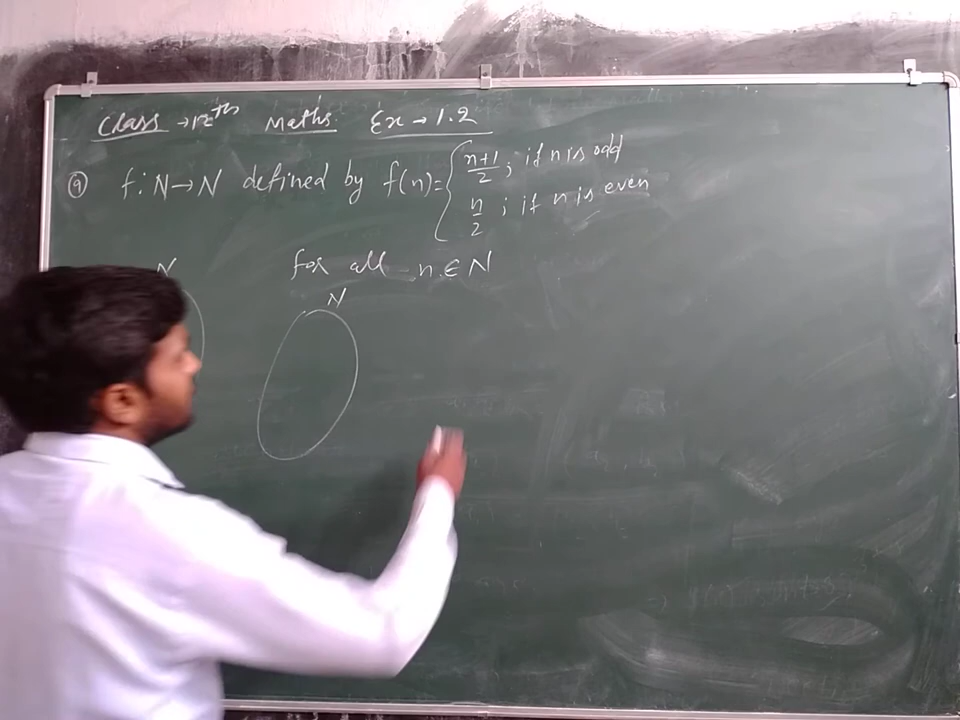 Class → 12th Maths Ex → 1.2
⑨ f: N→N defined by f(n)= { n+1/2 ; if n is odd
n/2 ; if n is even
for all n ∈ N
N N